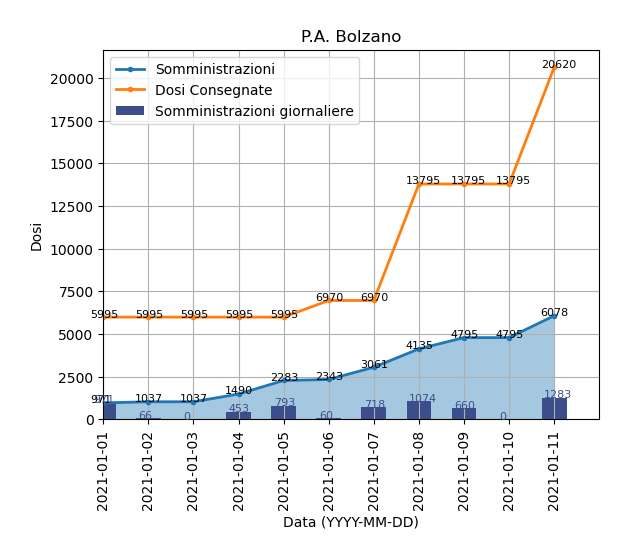 P.A. Bolzano
Somministrazioni
Dosi Consegnate
Somministrazioni giornaliere
Dosi
20000
17500
15000
12500
10000
7500
5000
2500
0
5995 5995 5995 5995 5995 6970 6970 13795 13795 13795 20620
971 1037 1037 1490 2283 2343 3061 4135 4795 4795 6078
66 0 453 793 60 718 1074 660 0 1283
2021-01-01 2021-01-02 2021-01-03 2021-01-04 2021-01-05 2021-01-06 2021-01-07 2021-01-08 2021-01-09 2021-01-10 2021-01-11
Data (YYYY-MM-DD)